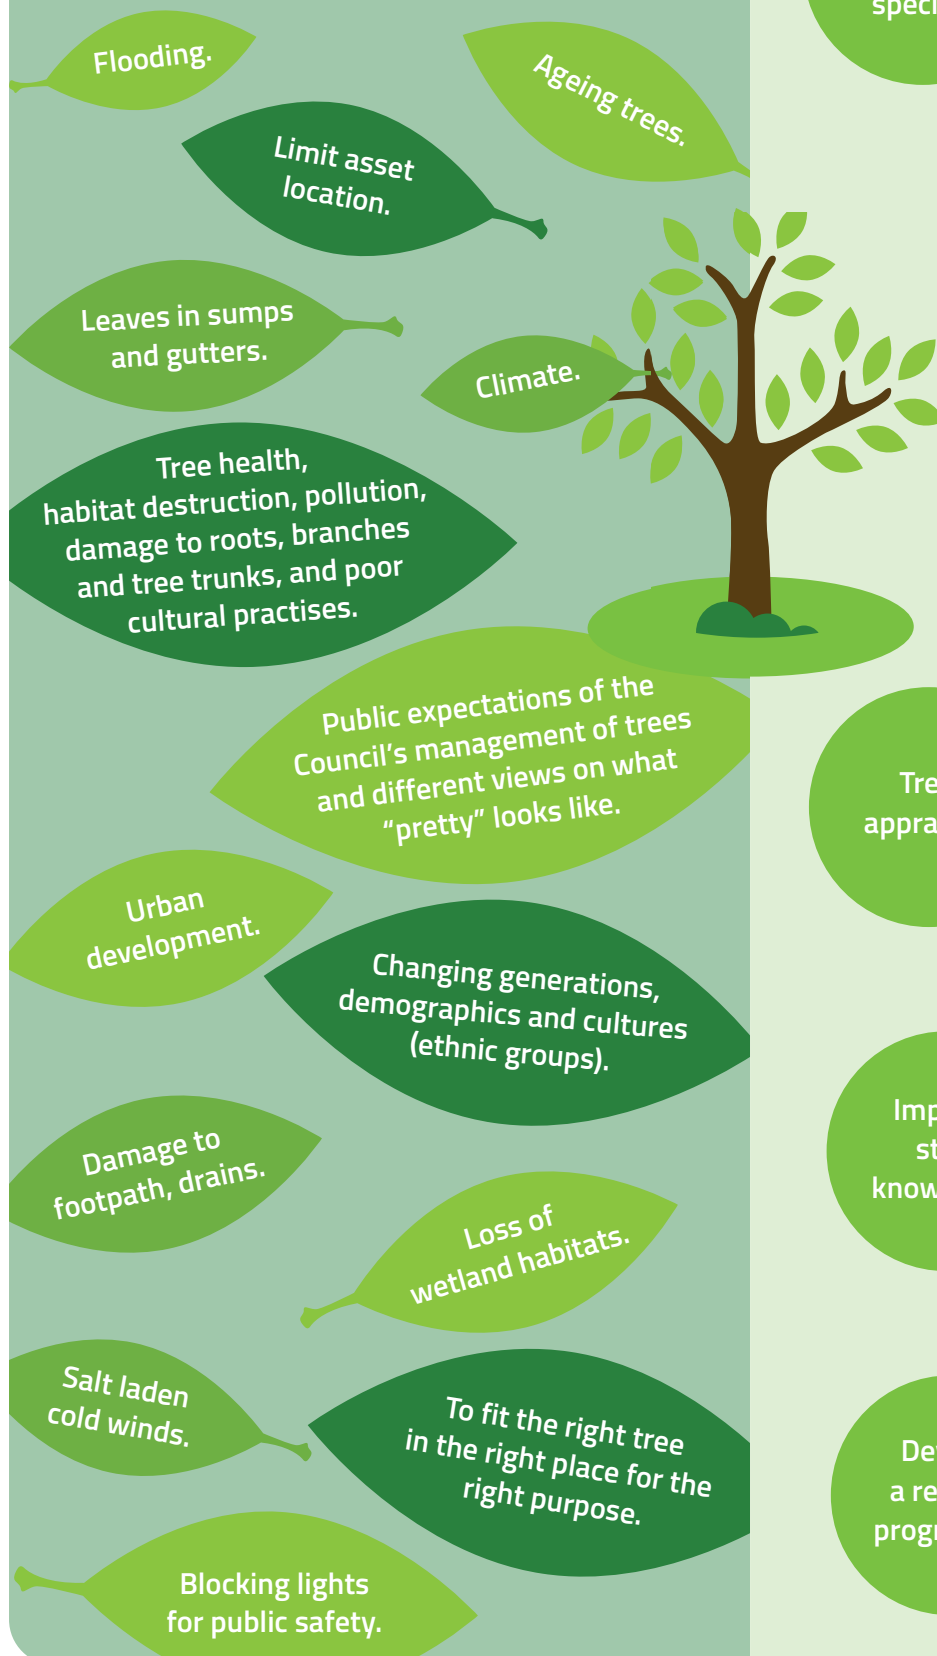 Flooding.
Ageing trees.
Limit asset
location.
Leaves in sumps
and gutters.
Climate.
Tree health,
habitat destruction, pollution,
damage to roots, branches
and tree trunks, and poor
cultural practises.
Public expectations of the
Council’s management of trees
and different views on what
“pretty” looks like.
Urban
development.
Changing generations,
demographics and cultures
(ethnic groups).
Damage to
footpath, drains.
Loss of
wetland habitats.
Salt laden
cold winds.
To fit the right tree
in the right place for the
right purpose.
Blocking lights
for public safety.
a